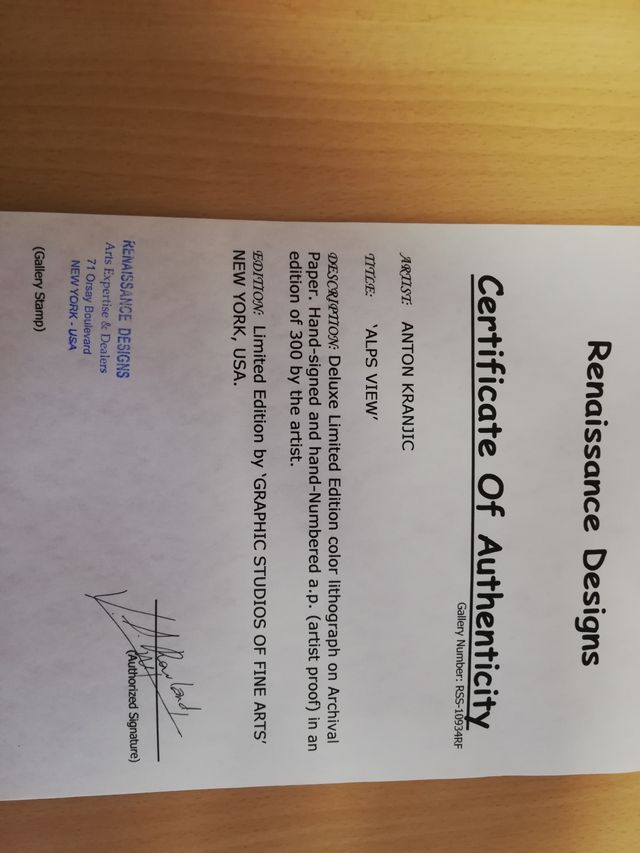 Renaissance Designs
Certificate Of Authenticity
Gallery Number: RSS-10934RF
ARTIST: ANTON KRANJIC
TITLE: ‘ALPS VIEW’
DESCRIPTION: Deluxe Limited Edition color lithograph on Archival
Paper. Hand-signed and hand-Numbered a.p. (artist proof) in an
edition of 300 by the artist.
EDITION: Limited Edition by ‘GRAPHIC STUDIOS OF FINE ARTS’
NEW YORK, USA.
RENAISSANCE DESIGNS
Arts Expertise & Dealers
71 Orsay Boulevard
NEW YORK - USA
(Gallery Stamp)
(Authorized Signature)